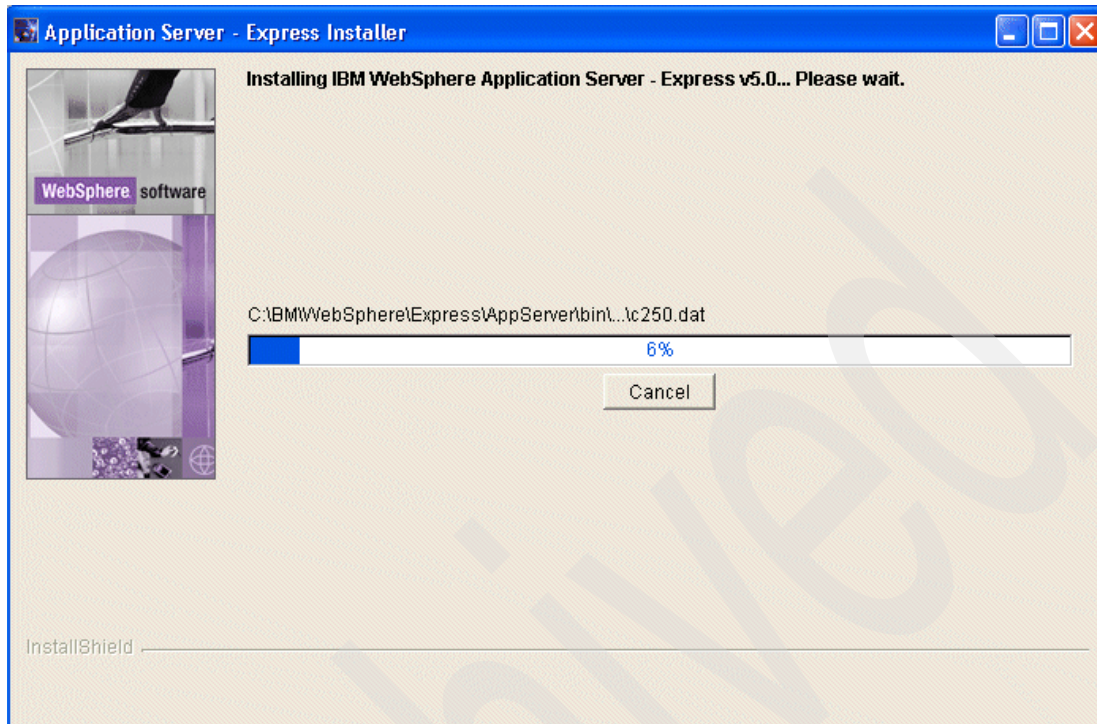 Application Server - Express Installer
Installing IBM WebSphere Application Server - Express v5.0... Please wait.
WebSphere software
C:\BM\WebSphere\Express\AppServer\bin\...\c250.dat
6%
Cancel
InstallShield
hived